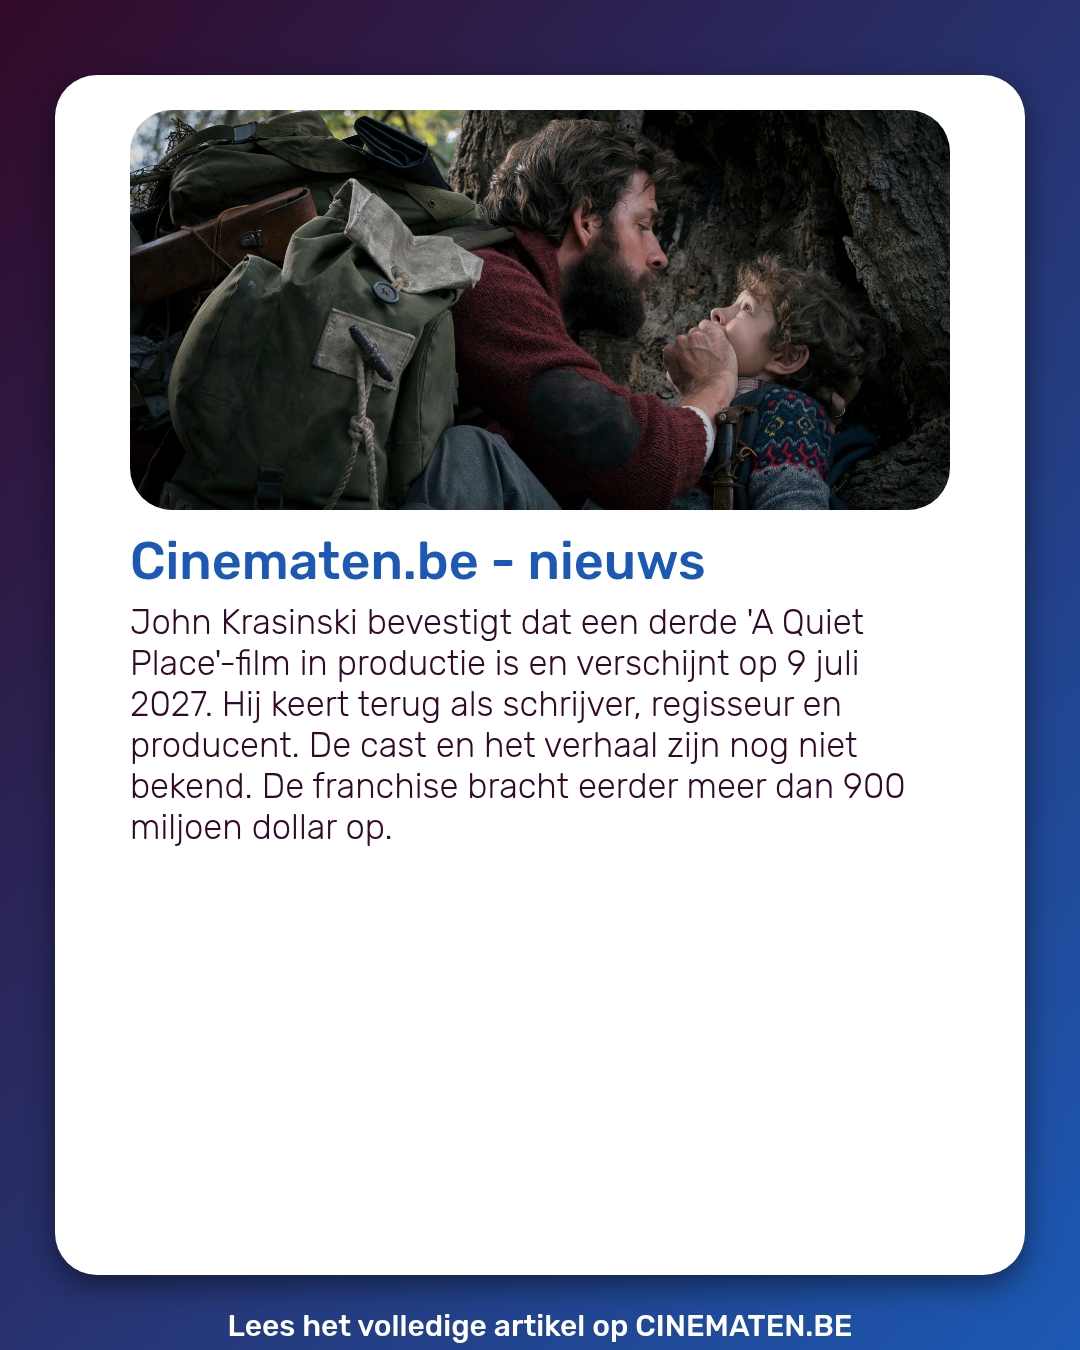 Cinematen.be - nieuws
John Krasinski bevestigt dat een derde 'A Quiet
Place'-film in productie is en verschijnt op 9 juli
2027. Hij keert terug als schrijver, regisseur en
producent. De cast en het verhaal zijn nog niet
bekend. De franchise bracht eerder meer dan 900
miljoen dollar op.
Lees het volledige artikel op CINEMATEN.BE